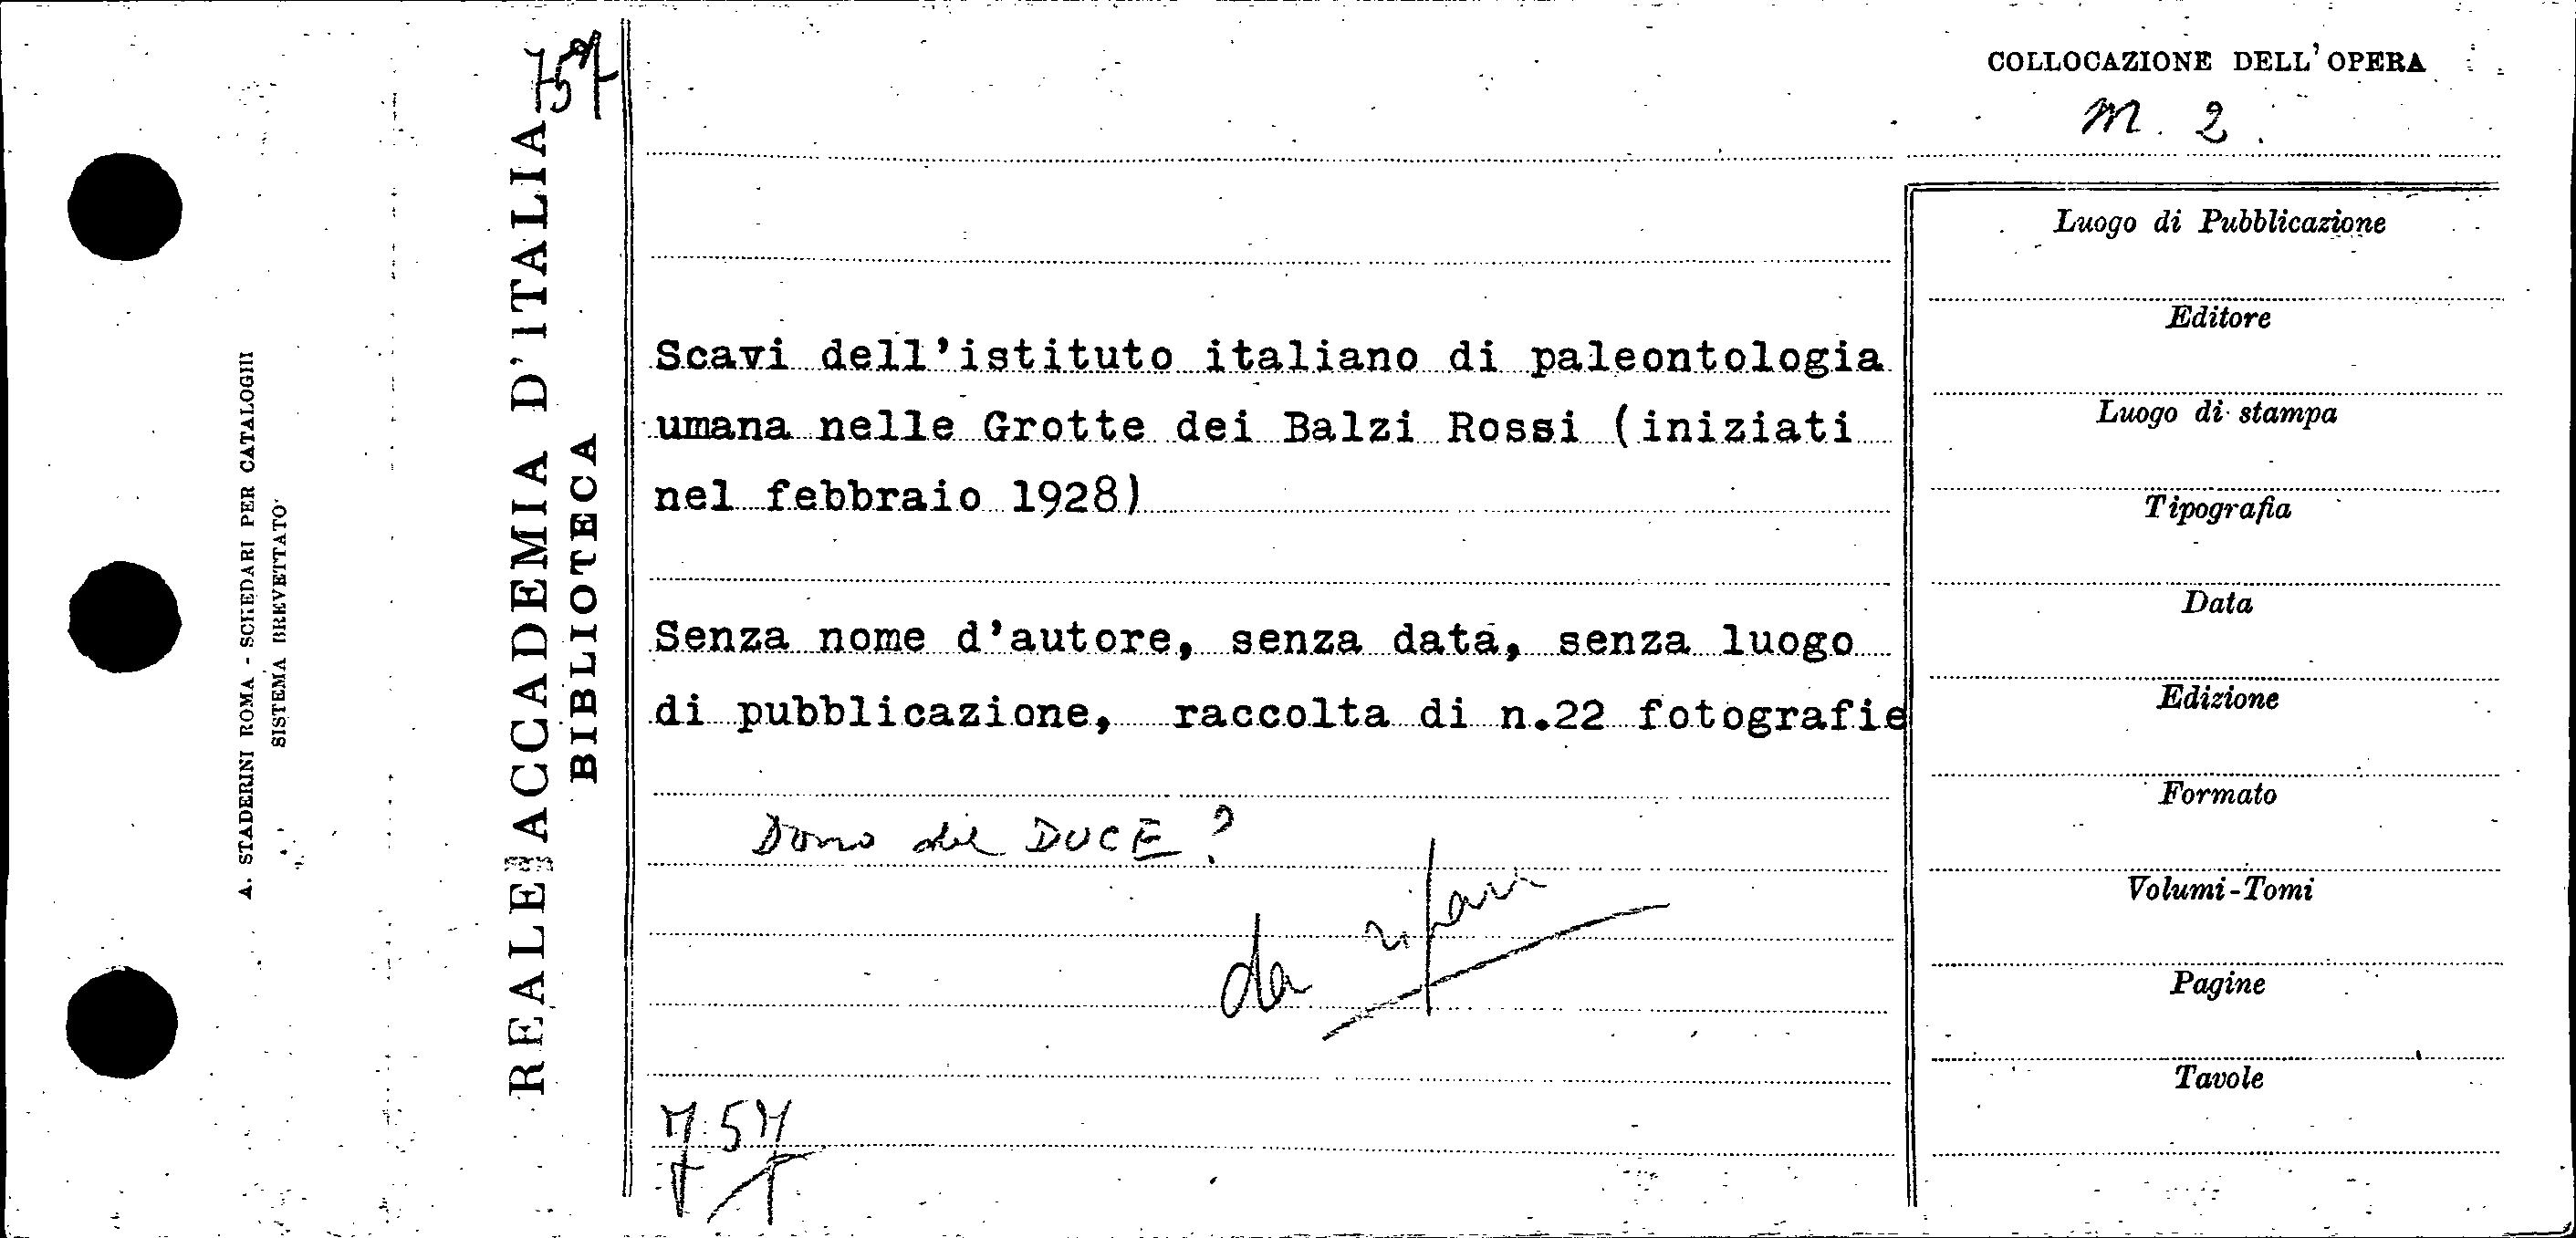 A. STADERINI ROMA - SCHEDARI PER CATALOGHI
SISTEMA BREVETTATO
REALE ACCADEMIA D'ITALIA
BIBLIOTECA
757
COLLOCAZIONE DELL'OPERA
M. 2.
Scavi dell'istituto italiano di paleontologia
umana nelle Grotte dei Balzi Rossi (iniziati
nel febbraio 1928)
Senza nome d'autore, senza data, senza luogo
di pubblicazione, raccolta di n.22 fotografie
Dono del DUCE?
da
757
Luogo di Pubblicazione
Editore
Luogo di stampa
Tipografia
Data
Edizione
Formato
Volumi-Tomi
Pagine
Tavole